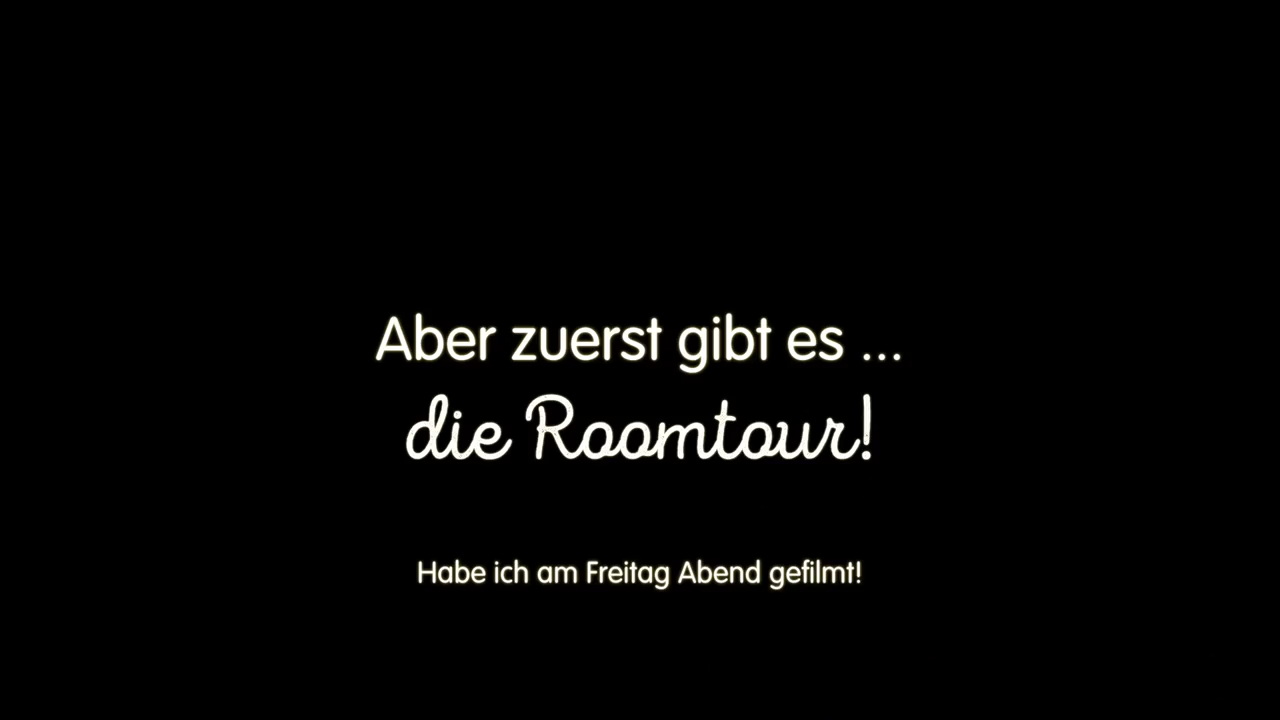 Aber zuerst gibt es ...
die Roomtour!
Habe ich am Freitag Abend gefilmt!